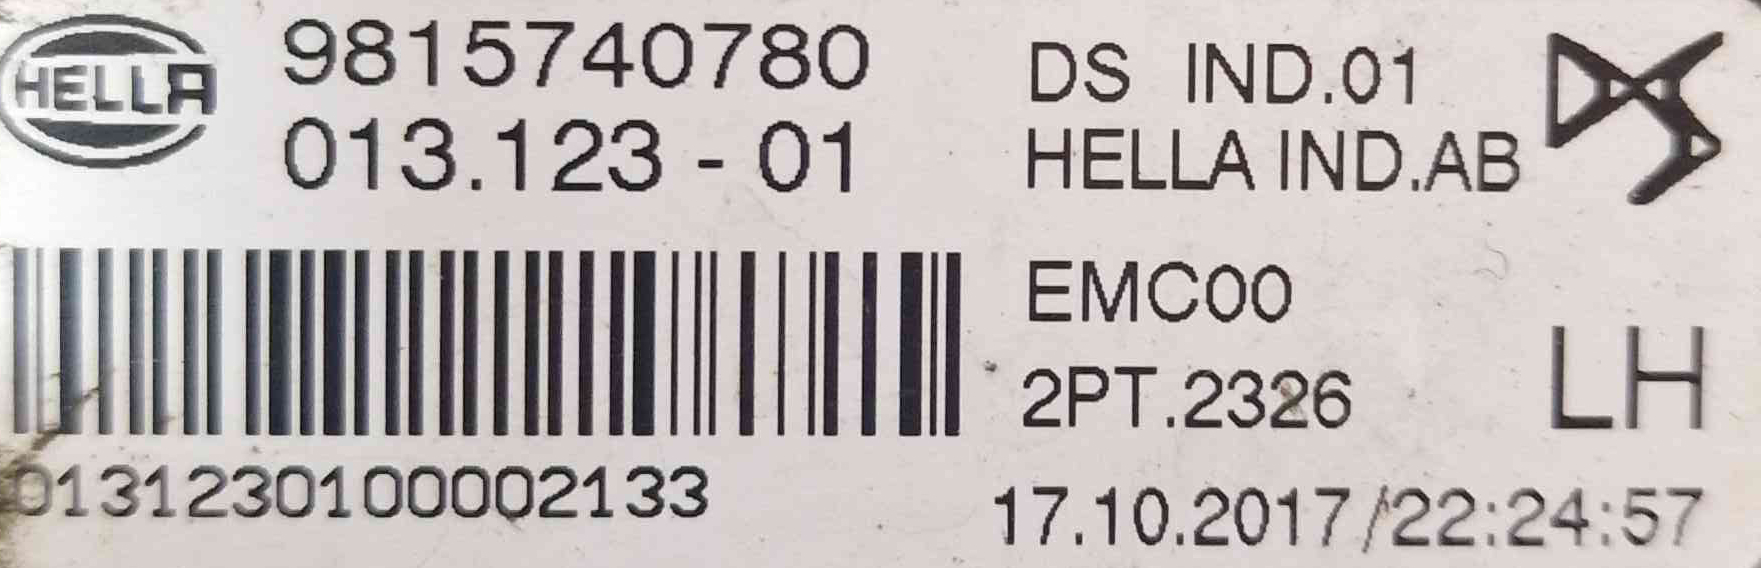 HELLA
9815740780
013.123 - 01
DS IND.01
HELLA IND.AB
DS
EMC00
2PT.2326
LH
0131230100002133
17.10.2017/22:24:57